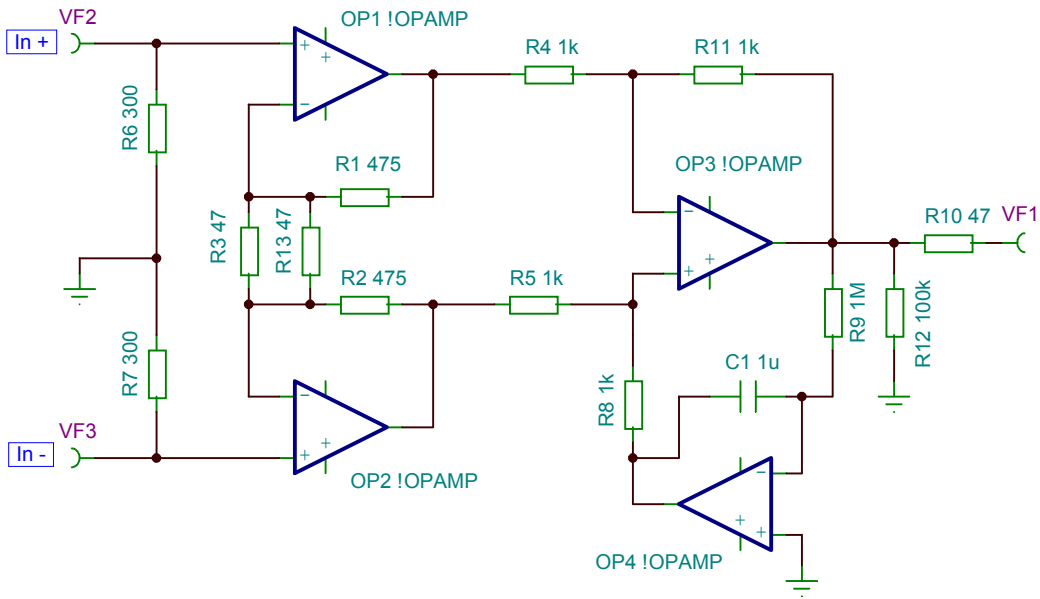 VF2
In +
OP1 !OPAMP
R4 1k
R11 1k
R6 300
R1 475
OP3 !OPAMP
R3 47
R13 47
R10 47
VF1
R2 475
R5 1k
R9 1M
R12 100k
R7 300
C1 1u
R8 1k
VF3
In -
OP2 !OPAMP
OP4 !OPAMP